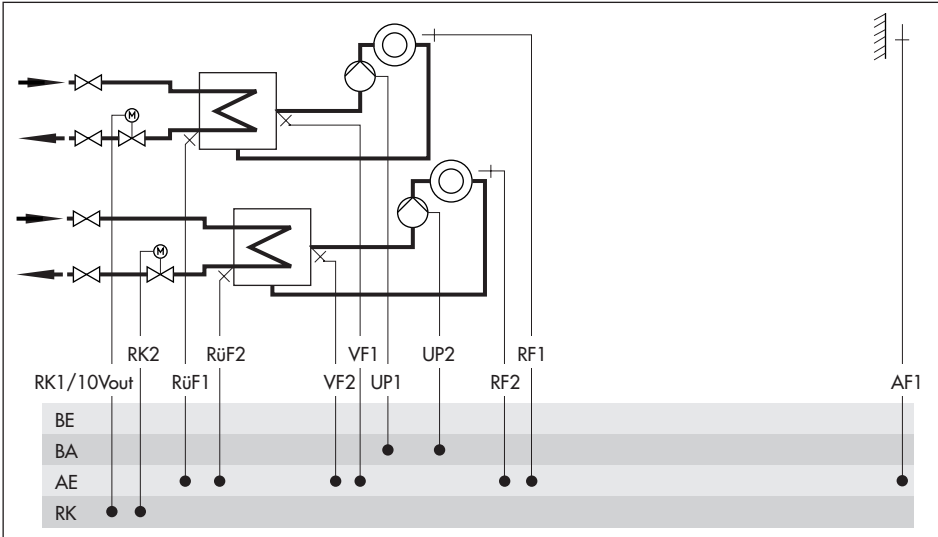 M
M
RK2 RüF2 VF1 UP2 RF1
RK1/10Vout RüF1 VF2 UP1 RF2 AF1
BE
BA
AE
RK